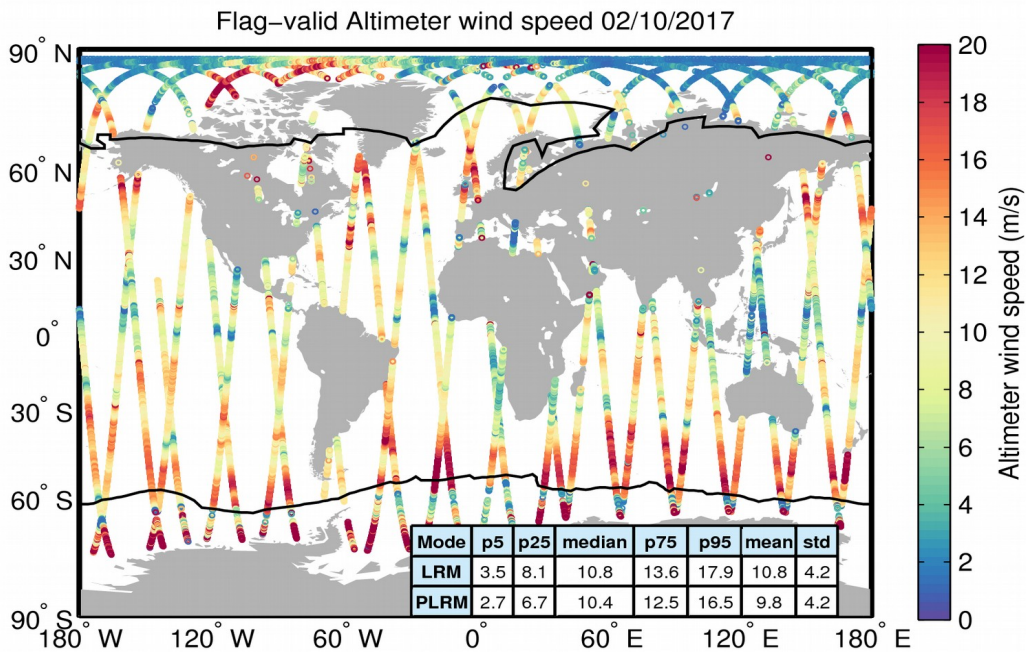 Flag−valid Altimeter wind speed 02/10/2017
90° N
60° N
30° N
0°
30° S
60° S
90° S
180° W
120° W
60° W
0°
60° E
120° E
180° E
Mode p5 p25 median p75 p95 mean std
LRM 3.5 8.1 10.8 13.6 17.9 10.8 4.2
PLRM 2.7 6.7 10.4 12.5 16.5 9.8 4.2
20
18
16
14
12
10
8
6
4
2
0
Altimeter wind speed (m/s)